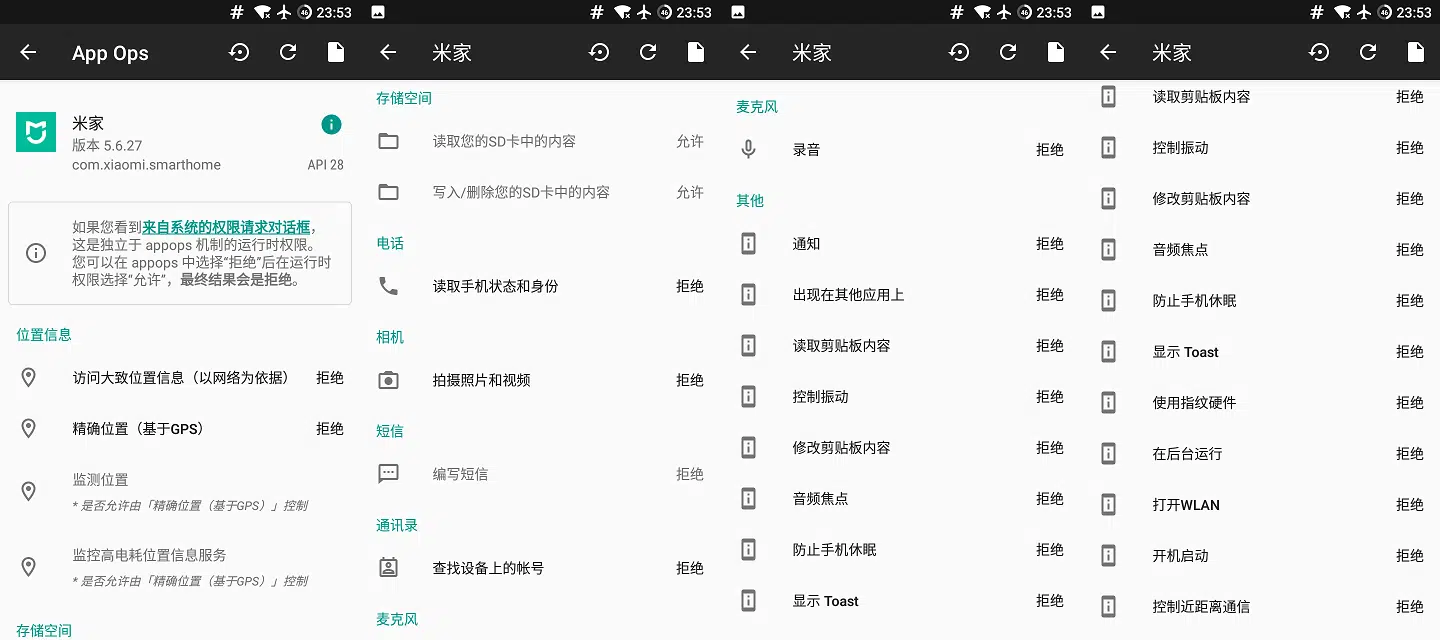 # 46 23:53
App Ops
米家
版本 5.6.27
com.xiaomi.smarthome
API 28
如果您看到来自系统的权限请求对话框，
这是独立于 appops 机制的运行时权限。
您可以在 appops 中选择“拒绝”后在运行时
权限选择“允许”，最终结果会是拒绝。
位置信息
访问大致位置信息（以网络为依据） 拒绝
精确位置（基于GPS） 拒绝
监测位置
* 是否允许由「精确位置（基于GPS）」控制
监控高电耗位置信息服务
* 是否允许由「精确位置（基于GPS）」控制
存储空间
# 46 23:53
米家
存储空间
读取您的SD卡中的内容 允许
写入/删除您的SD卡中的内容 允许
电话
读取手机状态和身份 拒绝
相机
拍摄照片和视频 拒绝
短信
编写短信 拒绝
通讯录
查找设备上的帐号 拒绝
麦克风
# 46 23:53
米家
麦克风
录音 拒绝
其他
通知 拒绝
出现在其他应用上 拒绝
读取剪贴板内容 拒绝
控制振动 拒绝
修改剪贴板内容 拒绝
音频焦点 拒绝
防止手机休眠 拒绝
显示 Toast 拒绝
# 46 23:53
米家
读取剪贴板内容 拒绝
控制振动 拒绝
修改剪贴板内容 拒绝
音频焦点 拒绝
防止手机休眠 拒绝
显示 Toast 拒绝
使用指纹硬件 拒绝
在后台运行 拒绝
打开WLAN 拒绝
开机启动 拒绝
控制近距离通信 拒绝